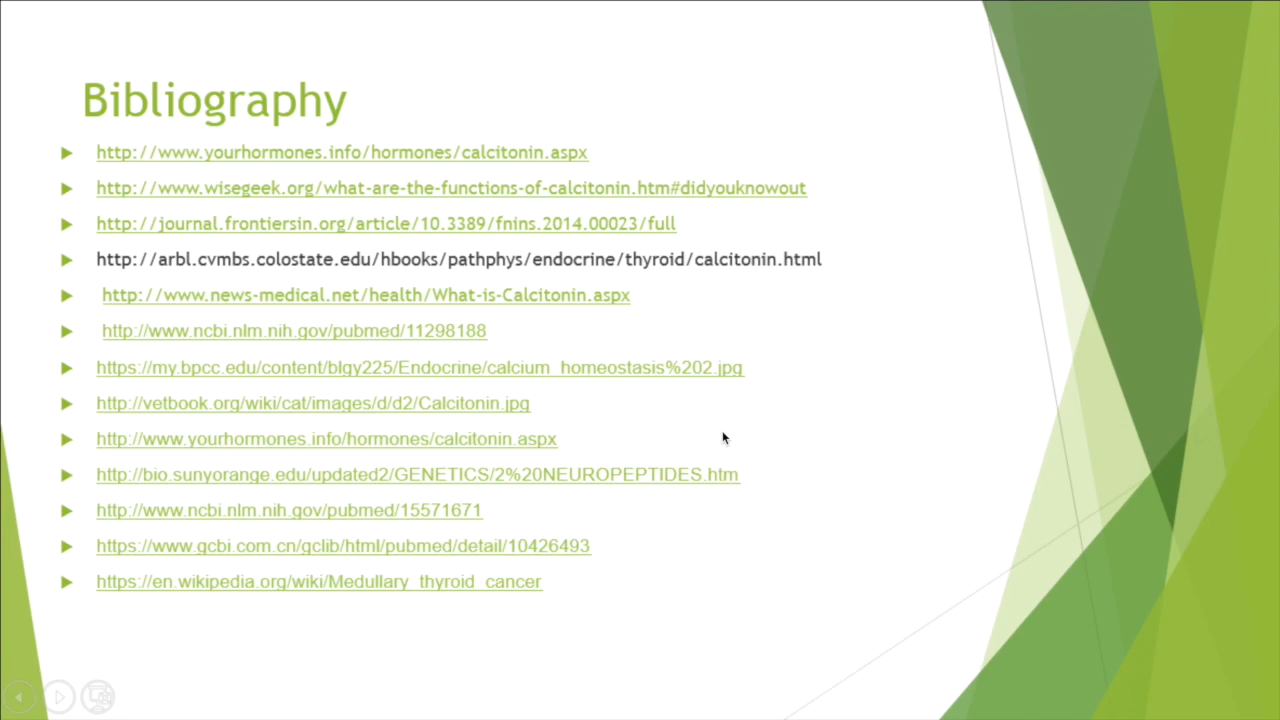 Bibliography
http://www.yourhormones.info/hormones/calcitonin.aspx
http://www.wisegeek.org/what-are-the-functions-of-calcitonin.htm#didyouknowout
http://journal.frontiersin.org/article/10.3389/fnins.2014.00023/full
http://arbl.cvmbs.colostate.edu/hbooks/pathphys/endocrine/thyroid/calcitonin.html
http://www.news-medical.net/health/What-is-Calcitonin.aspx
http://www.ncbi.nlm.nih.gov/pubmed/11298188
https://my.bpcc.edu/content/blgy225/Endocrine/calcium_homeostasis%202.jpg
http://vetbook.org/wiki/cat/images/d/d2/Calcitonin.jpg
http://www.yourhormones.info/hormones/calcitonin.aspx
http://bio.sunyorange.edu/updated2/GENETICS/2%20NEUROPEPTIDES.htm
http://www.ncbi.nlm.nih.gov/pubmed/15571671
https://www.gcbi.com.cn/gclib/html/pubmed/detail/10426493
https://en.wikipedia.org/wiki/Medullary_thyroid_cancer